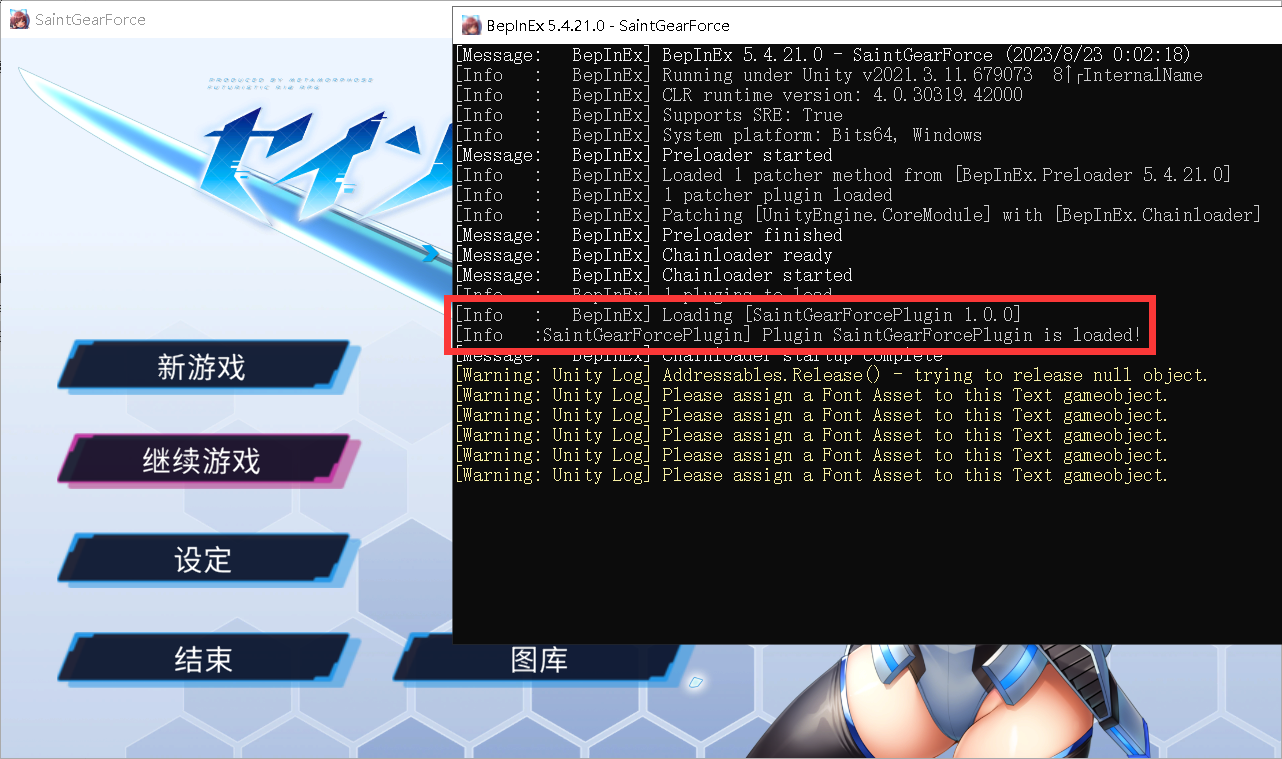 SaintGearForce
BepInEx 5.4.21.0 - SaintGearForce
PRODUCED BY METAMORPHOSE
FUTURISTIC BIO RPG
セイン
[Message:   BepInEx] BepInEx 5.4.21.0 - SaintGearForce (2023/8/23 0:02:18)
[Info   :   BepInEx] Running under Unity v2021.3.11.679073
InternalName
[Info   :   BepInEx] CLR runtime version: 4.0.30319.42000
[Info   :   BepInEx] Supports SRE: True
[Info   :   BepInEx] System platform: Bits64, Windows
[Message:   BepInEx] Preloader started
[Info   :   BepInEx] Loaded 1 patcher method from [BepInEx.Preloader 5.4.21.0]
[Info   :   BepInEx] 1 patcher plugin loaded
[Info   :   BepInEx] Patching [UnityEngine.CoreModule] with [BepInEx.Chainloader]
[Message:   BepInEx] Preloader finished
[Message:   BepInEx] Chainloader ready
[Message:   BepInEx] Chainloader started
[Info   :   BepInEx] 1 plugins to load
[Info   :   BepInEx] Loading [SaintGearForcePlugin 1.0.0]
[Info   :SaintGearForcePlugin] Plugin SaintGearForcePlugin is loaded!
[Message:   BepInEx] Chainloader startup complete
[Warning: Unity Log] Addressables.Release() - trying to release null object.
[Warning: Unity Log] Please assign a Font Asset to this Text gameobject.
[Warning: Unity Log] Please assign a Font Asset to this Text gameobject.
[Warning: Unity Log] Please assign a Font Asset to this Text gameobject.
[Warning: Unity Log] Please assign a Font Asset to this Text gameobject.
[Warning: Unity Log] Please assign a Font Asset to this Text gameobject.
新游戏
继续游戏
设定
结束
图库